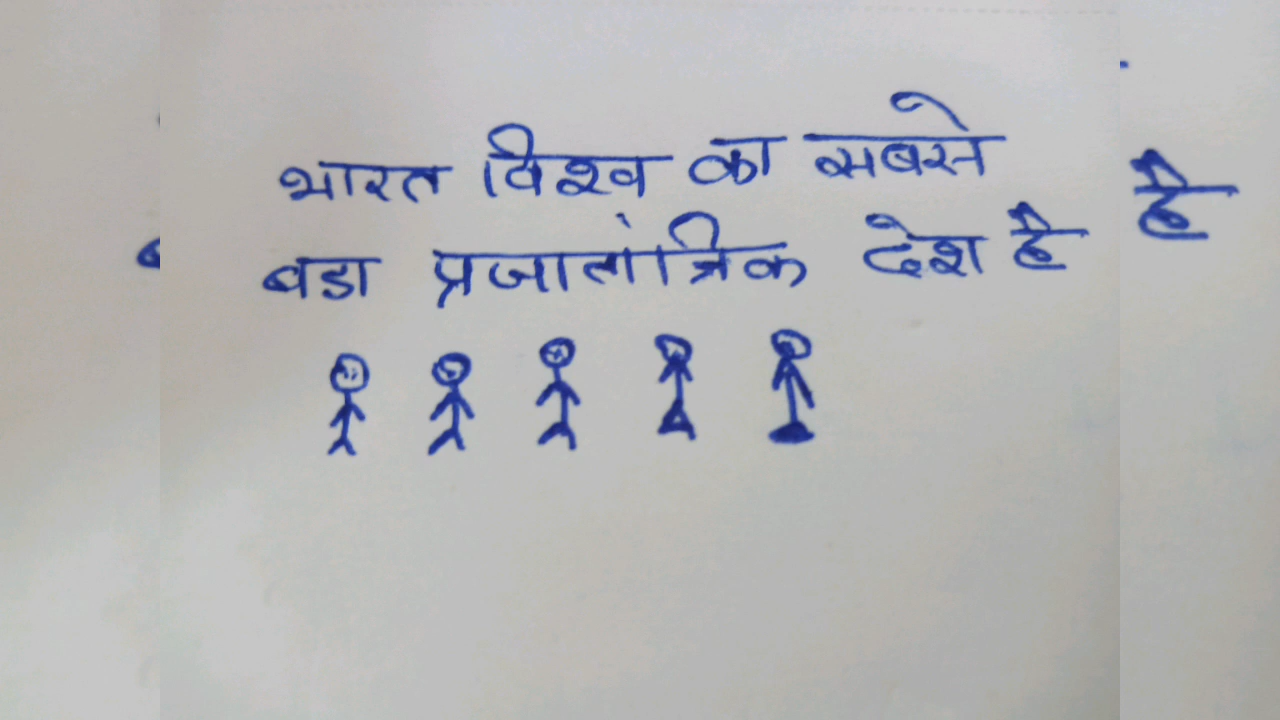 भारत विश्व का सबसे
बडा प्रजातांत्रिक देश है